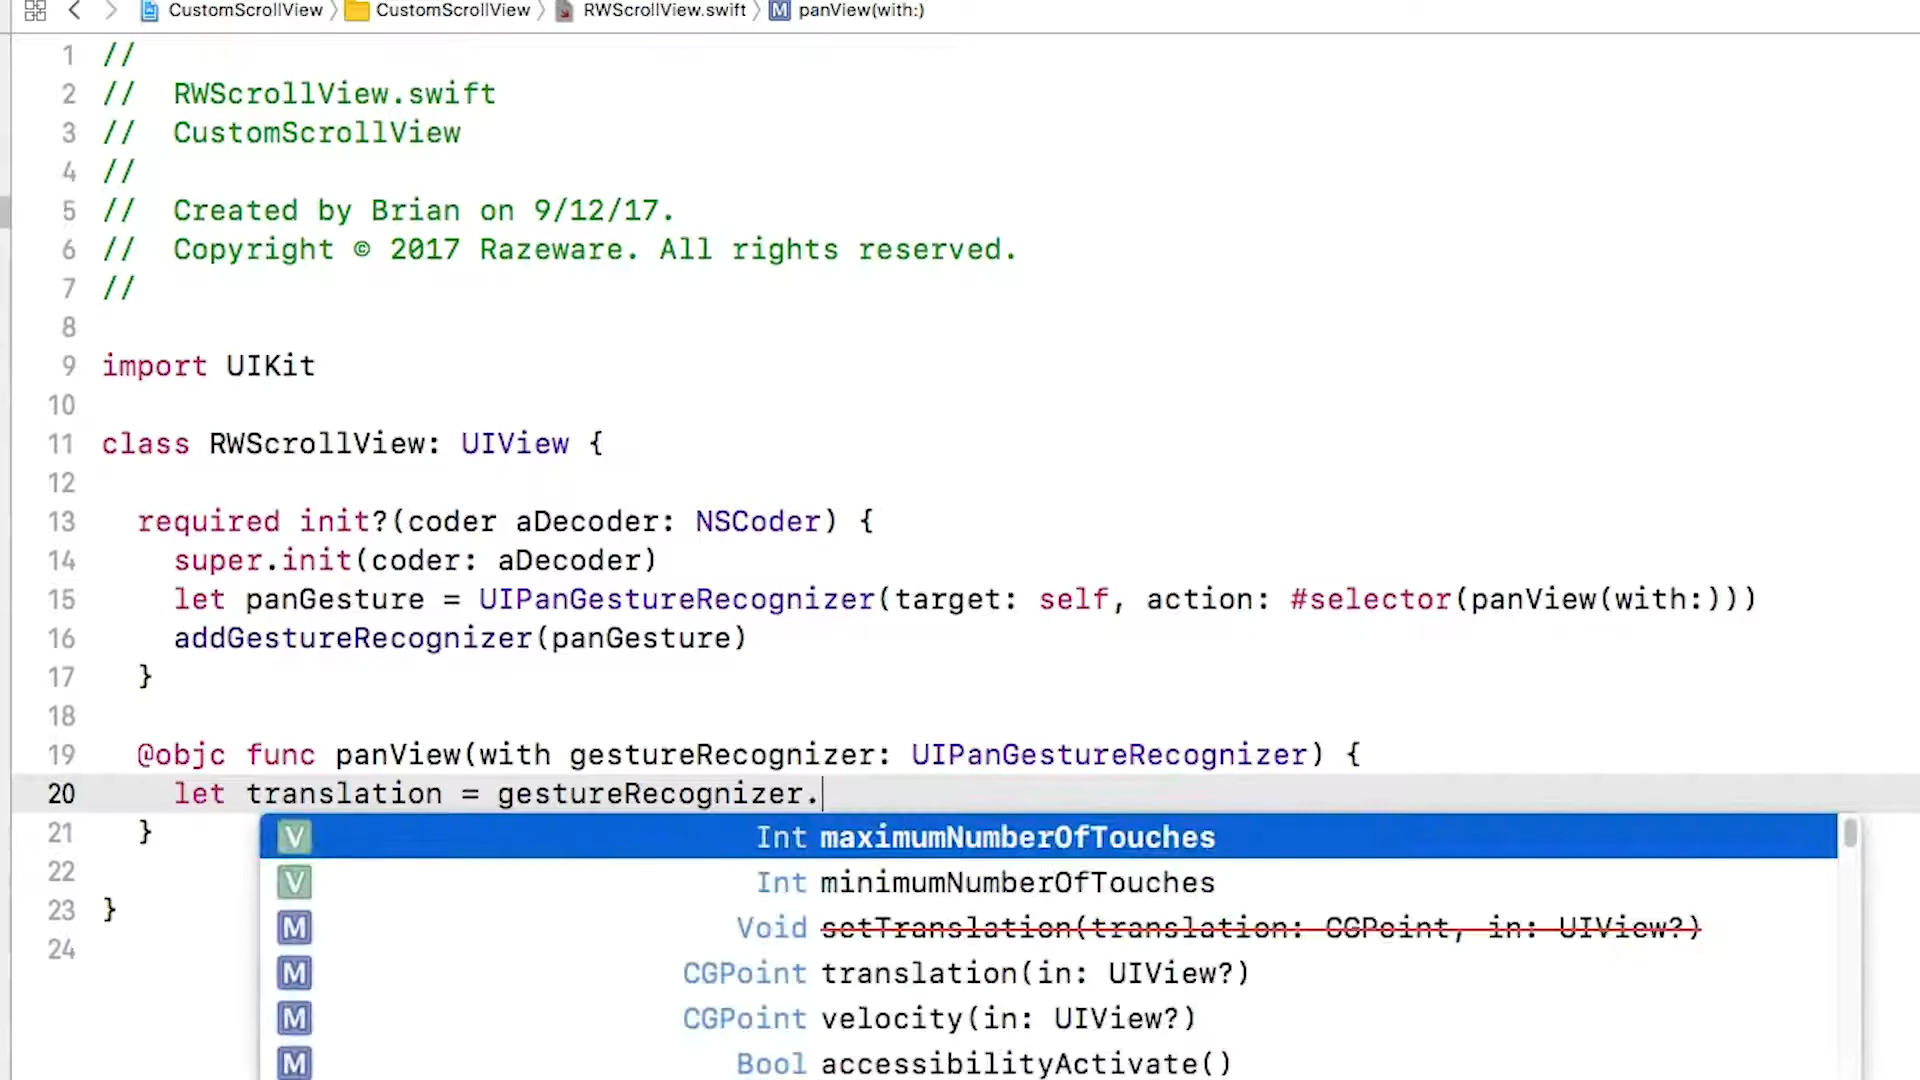 CustomScrollView 〉 CustomScrollView 〉 RWScrollView.swift 〉 M panView(with:)
1 //
2 //  RWScrollView.swift
3 //  CustomScrollView
4 //
5 //  Created by Brian on 9/12/17.
6 //  Copyright © 2017 Razeware. All rights reserved.
7 //
8
9 import UIKit
10
11 class RWScrollView: UIView {
12
13   required init?(coder aDecoder: NSCoder) {
14     super.init(coder: aDecoder)
15     let panGesture = UIPanGestureRecognizer(target: self, action: #selector(panView(with:)))
16     addGestureRecognizer(panGesture)
17   }
18
19   @objc func panView(with gestureRecognizer: UIPanGestureRecognizer) {
20     let translation = gestureRecognizer.
21   }
V Int maximumNumberOfTouches
22
V Int minimumNumberOfTouches
23 }
M Void setTranslation(translation: CGPoint, in: UIView?)
24
M CGPoint translation(in: UIView?)
M CGPoint velocity(in: UIView?)
M Bool accessibilityActivate()